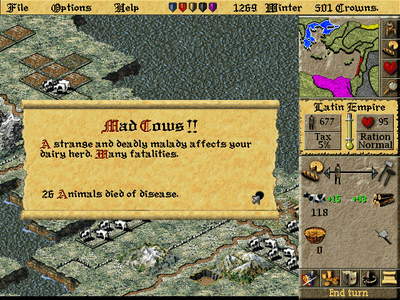 File Options Help 1269 Winter 501 Crowns.
Mad Cows !!
A strange and deadly malady affects your
dairy herd. Many fatalities.
26 Animals died of disease.
Latin Empire
677 95
Tax Ration
5% Normal
118
0
End turn